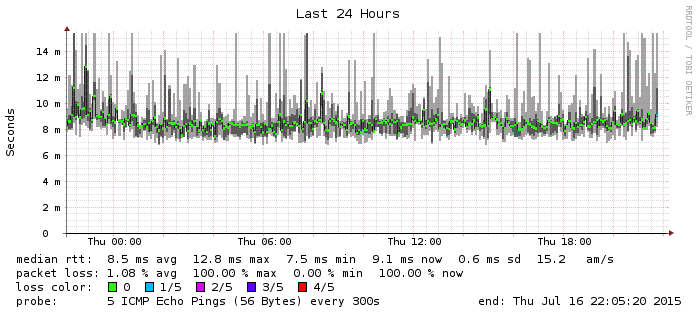 Last 24 Hours
RRDTOOL / TOBI OETIKER
Seconds
14 m
12 m
10 m
8 m
6 m
4 m
2 m
0
Thu 00:00 Thu 06:00 Thu 12:00 Thu 18:00
median rtt: 8.5 ms avg 12.8 ms max 7.5 ms min 9.1 ms now 0.6 ms sd 15.2 am/s
packet loss: 1.08 % avg 100.00 % max 0.00 % min 100.00 % now
loss color: 0 1/5 2/5 3/5 4/5
probe: 5 ICMP Echo Pings (56 Bytes) every 300s end: Thu Jul 16 22:05:20 2015